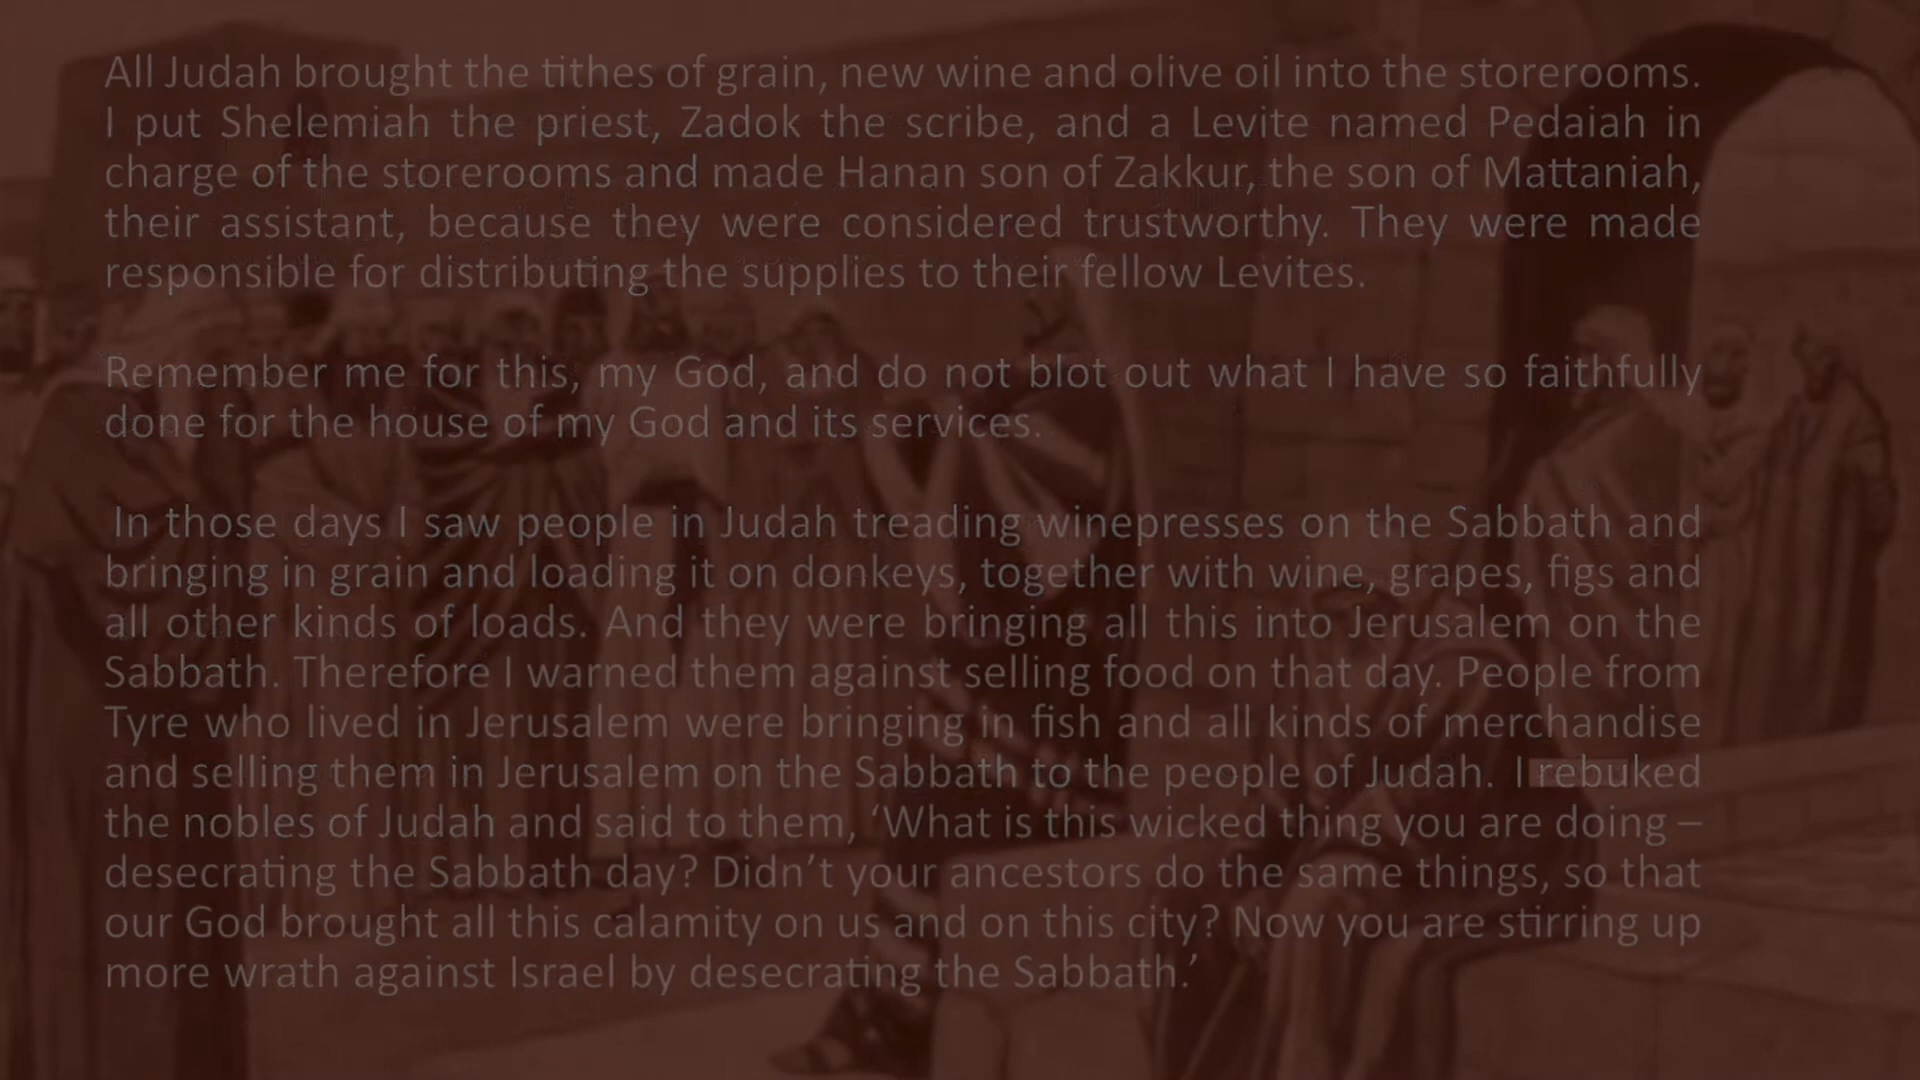 All Judah brought the tithes of grain, new wine and olive oil into the storerooms.
I put Shelemiah the priest, Zadok the scribe, and a Levite named Pedaiah in
charge of the storerooms and made Hanan son of Zakkur, the son of Mattaniah,
their assistant, because they were considered trustworthy. They were made
responsible for distributing the supplies to their fellow Levites.
Remember me for this, my God, and do not blot out what I have so faithfully
done for the house of my God and its services.
In those days I saw people in Judah treading winepresses on the Sabbath and
bringing in grain and loading it on donkeys, together with wine, grapes, figs and
all other kinds of loads. And they were bringing all this into Jerusalem on the
Sabbath. Therefore I warned them against selling food on that day. People from
Tyre who lived in Jerusalem were bringing in fish and all kinds of merchandise
and selling them in Jerusalem on the Sabbath to the people of Judah. I rebuked
the nobles of Judah and said to them, ‘What is this wicked thing you are doing –
desecrating the Sabbath day? Didn’t your ancestors do the same things, so that
our God brought all this calamity on us and on this city? Now you are stirring up
more wrath against Israel by desecrating the Sabbath.’